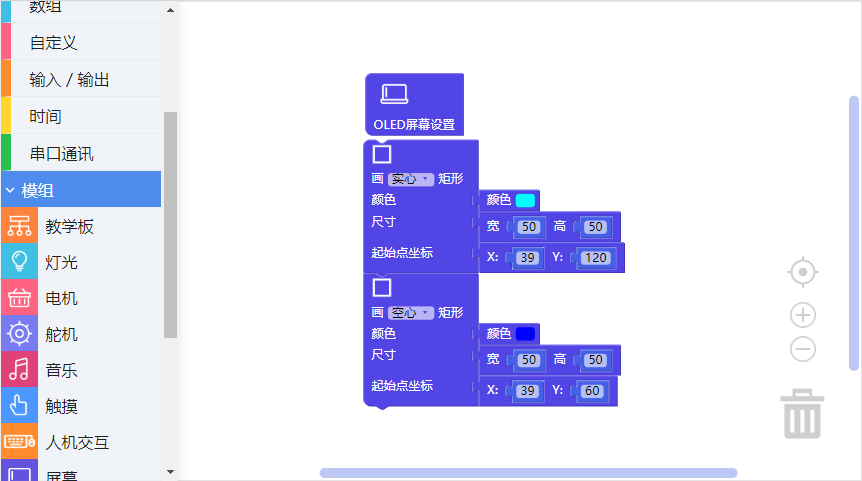 数组
自定义
输入 / 输出
时间
串口通讯
模组
教学板
灯光
电机
舵机
音乐
触摸
人机交互
屏幕
OLED屏幕设置
画 实心 矩形
颜色 颜色
尺寸 宽 50 高 50
起始点坐标 X: 39 Y: 120
画 空心 矩形
颜色 颜色
尺寸 宽 50 高 50
起始点坐标 X: 39 Y: 60